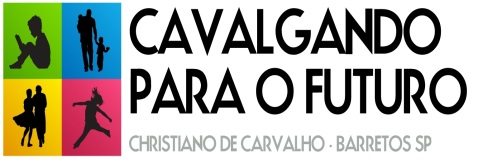 CAVALGANDO
PARA O FUTURO
CHRISTIANO DE CARVALHO - BARRETOS SP